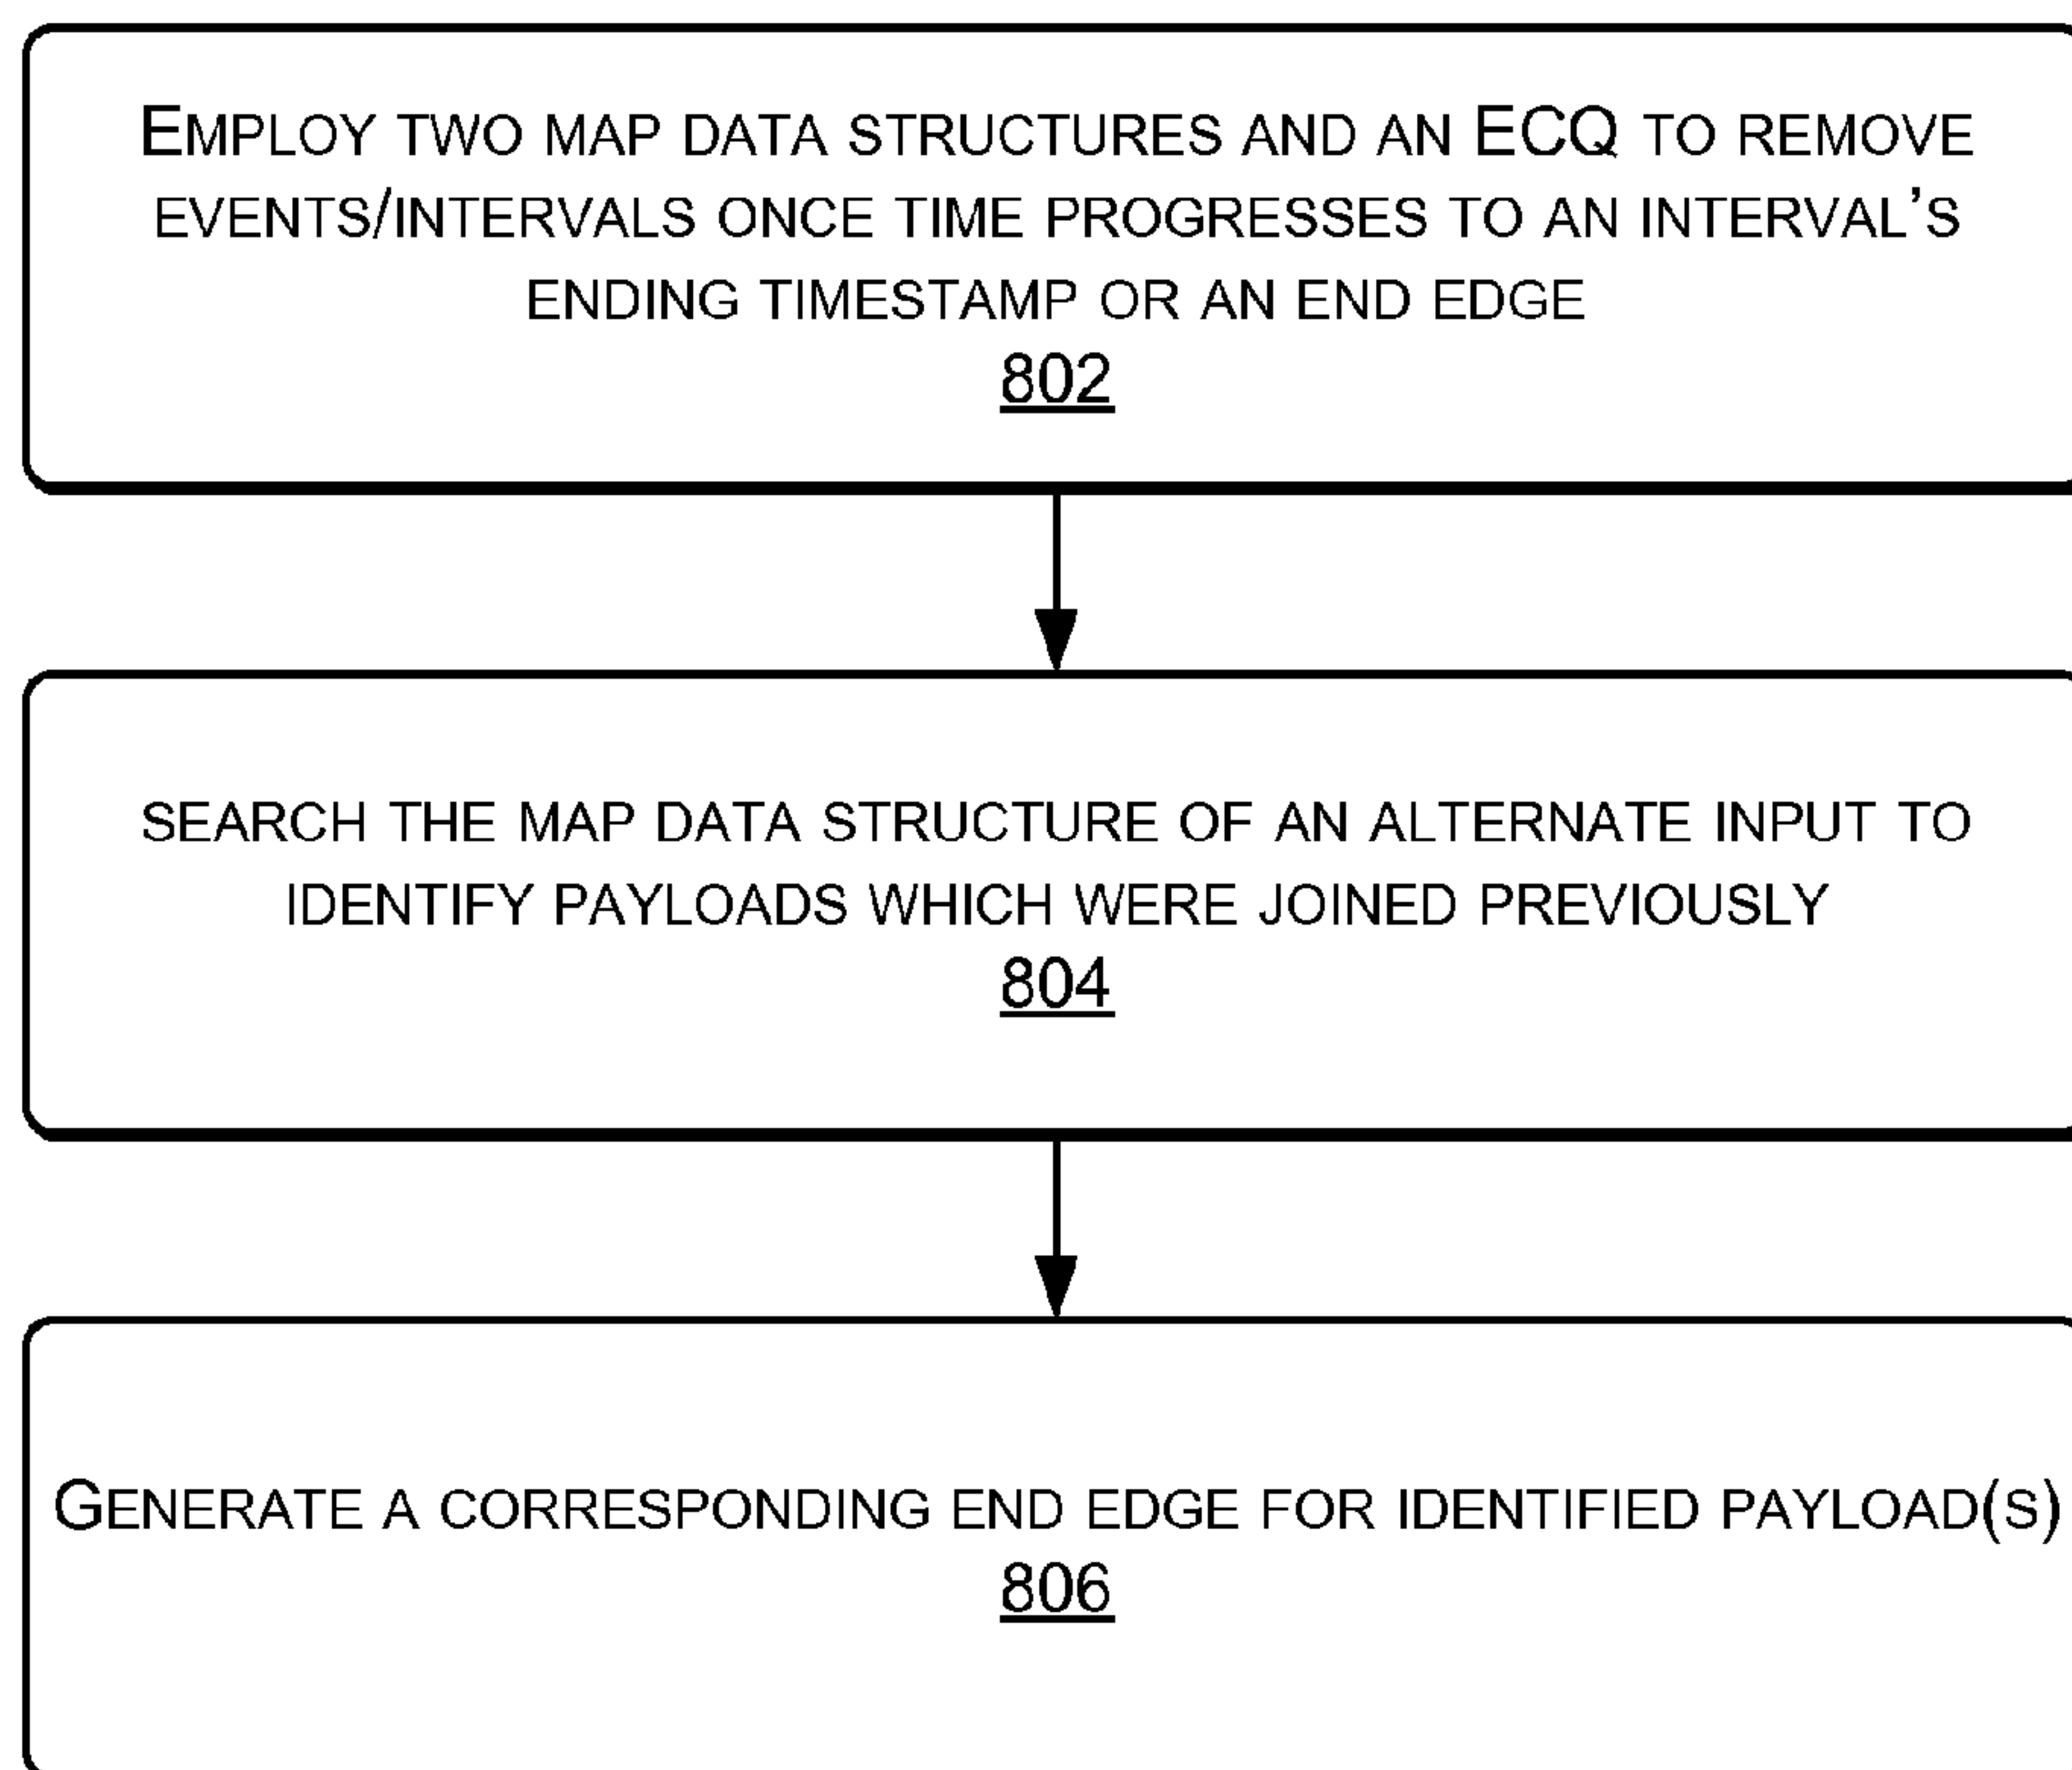 EMPLOY TWO MAP DATA STRUCTURES AND AN ECQ TO REMOVE
EVENTS/INTERVALS ONCE TIME PROGRESSES TO AN INTERVAL'S
ENDING TIMESTAMP OR AN END EDGE
802
SEARCH THE MAP DATA STRUCTURE OF AN ALTERNATE INPUT TO
IDENTIFY PAYLOADS WHICH WERE JOINED PREVIOUSLY
804
GENERATE A CORRESPONDING END EDGE FOR IDENTIFIED PAYLOAD(S)
806